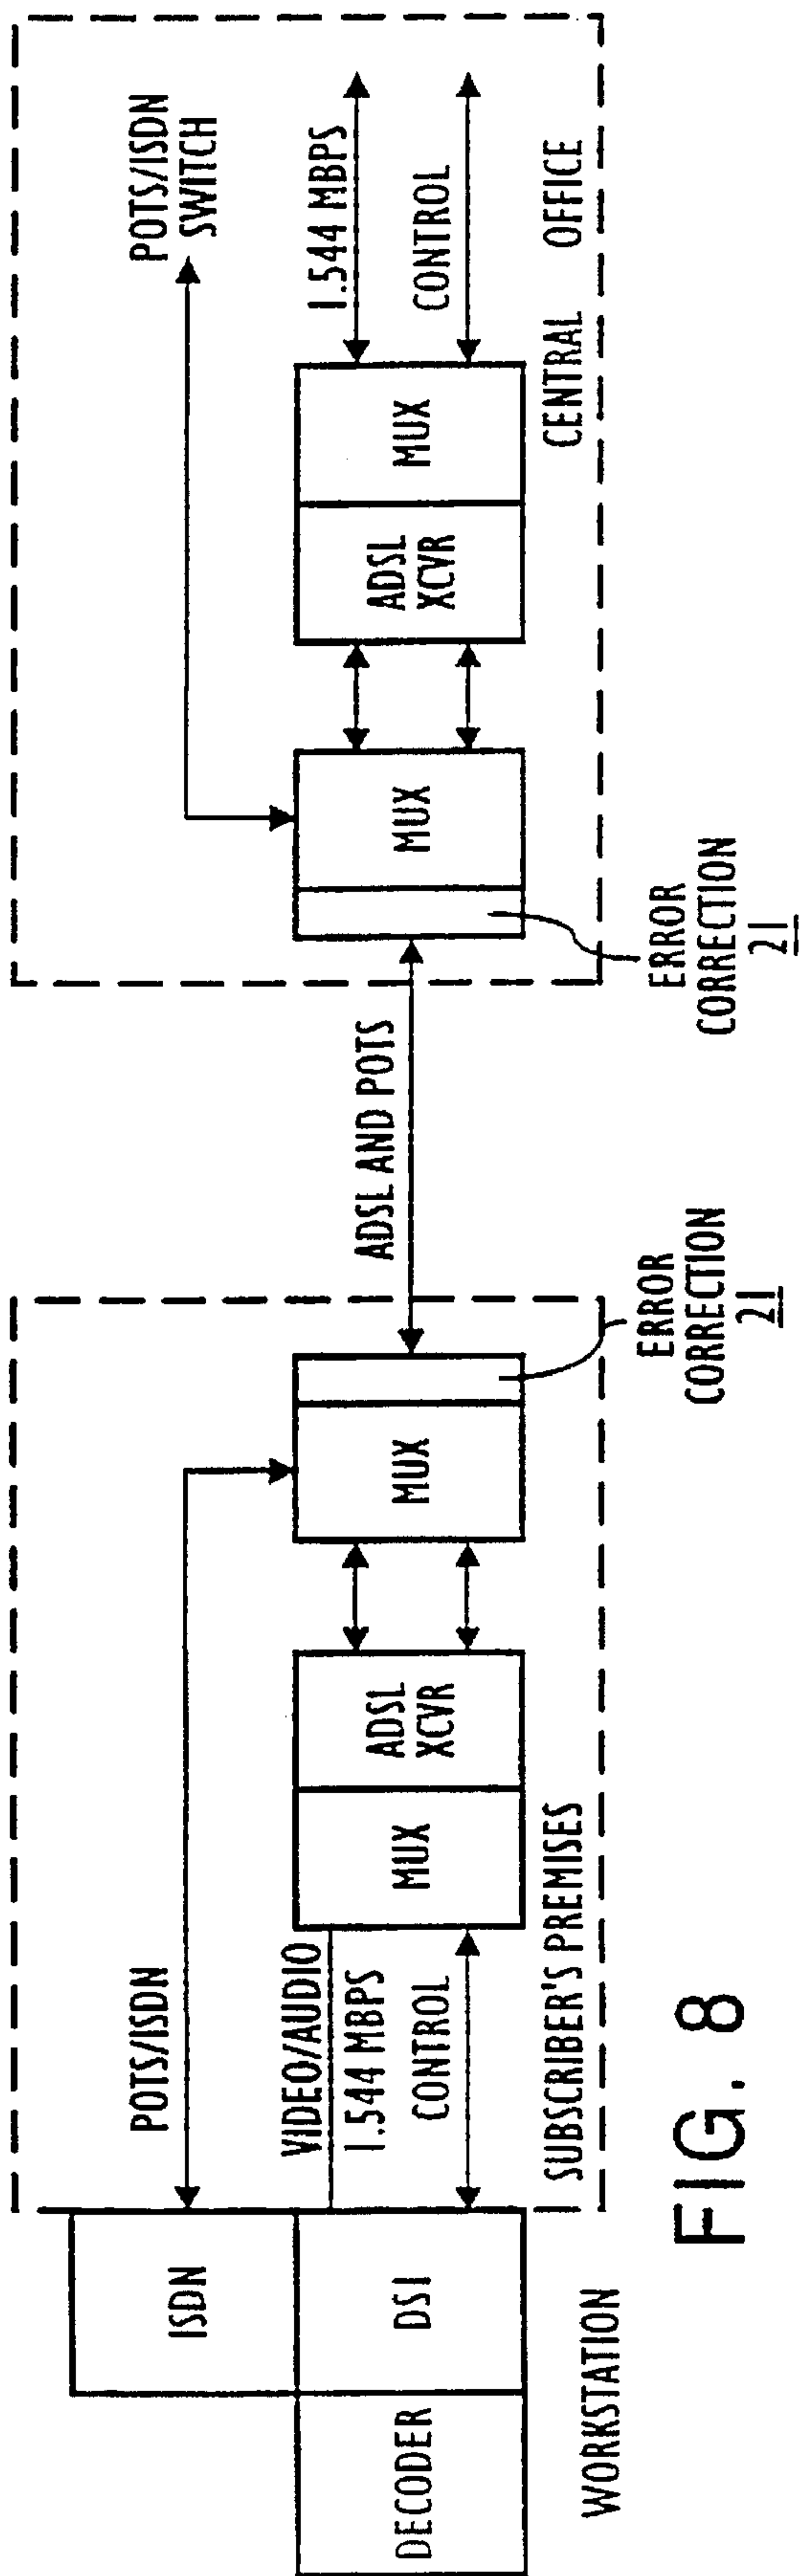 DECODER
ISDN
DS1
WORKSTATION
POTS/ISDN
VIDEO/AUDIO
1.544 MBPS
CONTROL
SUBSCRIBER'S PREMISES
MUX
ADSL
XCVR
MUX
ERROR
CORRECTION
21
ADSL AND POTS
ERROR
CORRECTION
21
MUX
ADSL
XCVR
MUX
POTS/ISDN
SWITCH
1.544 MBPS
CONTROL
CENTRAL OFFICE
FIG. 8